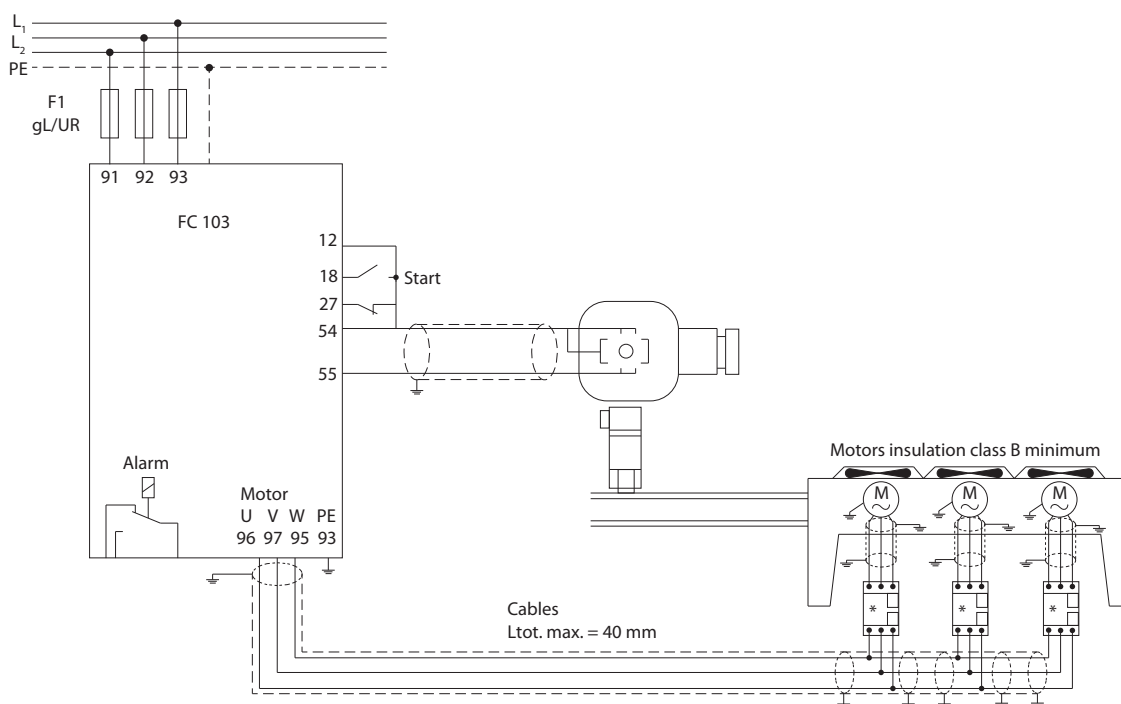 L1
L2
PE
F1
gL/UR
91 92 93
FC 103
12
18 Start
27
54
55
Alarm
Motor
U V W PE
96 97 95 93
Motors insulation class B minimum
M M M
* * *
Cables
Ltot. max. = 40 mm